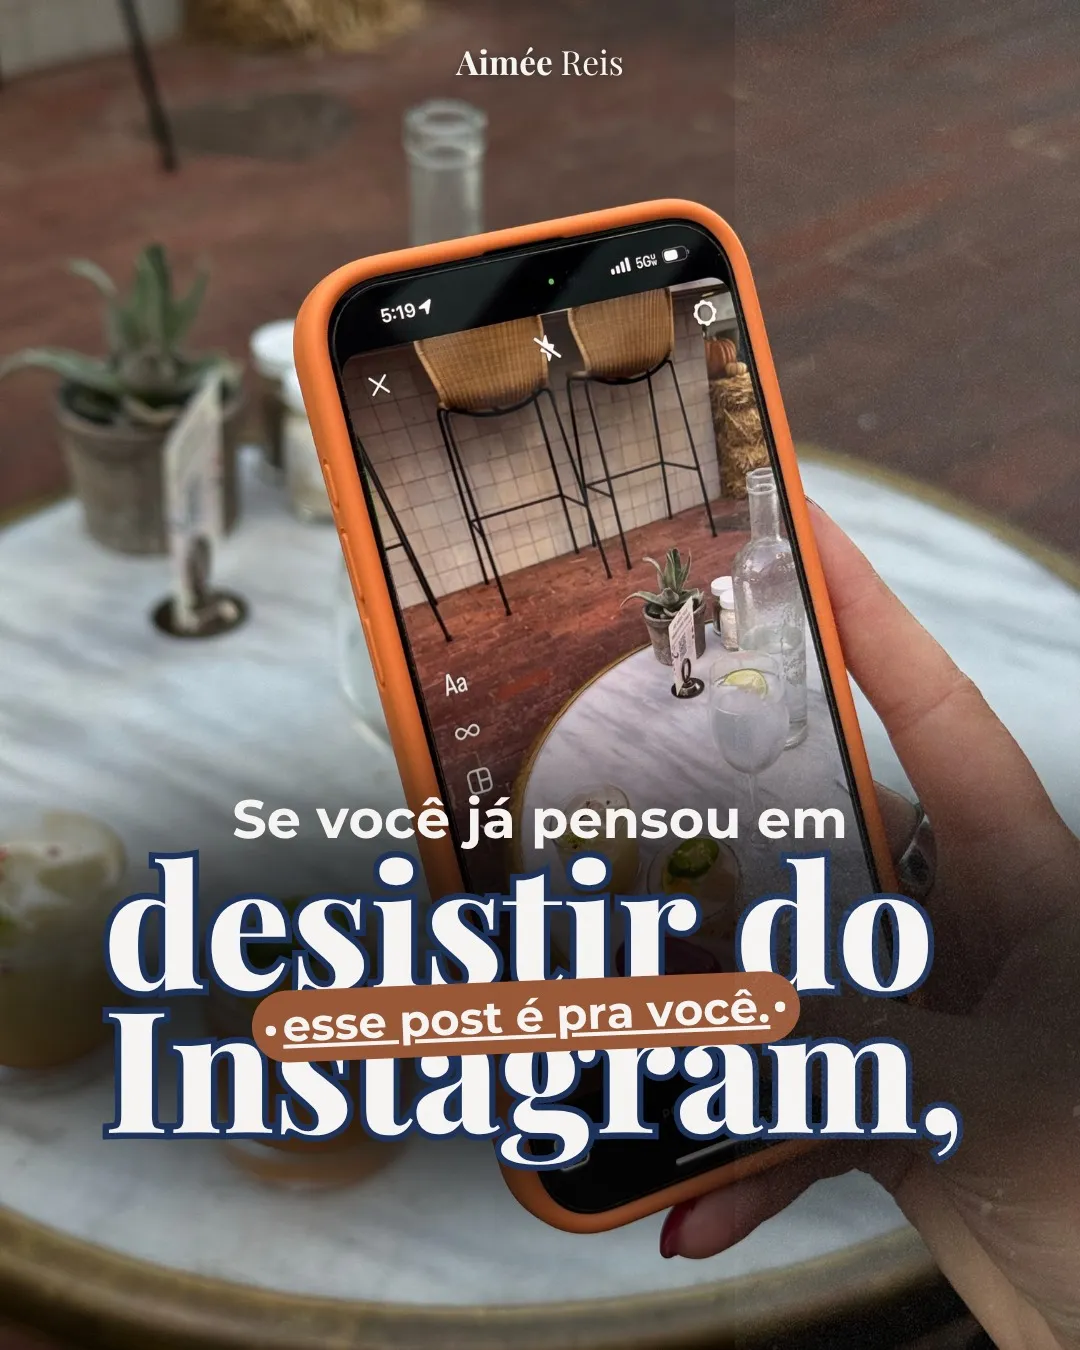 Aimée Reis
5:19
5G
Aa
Se você já pensou em
desistir do
• esse post é pra você. •
Instagram,